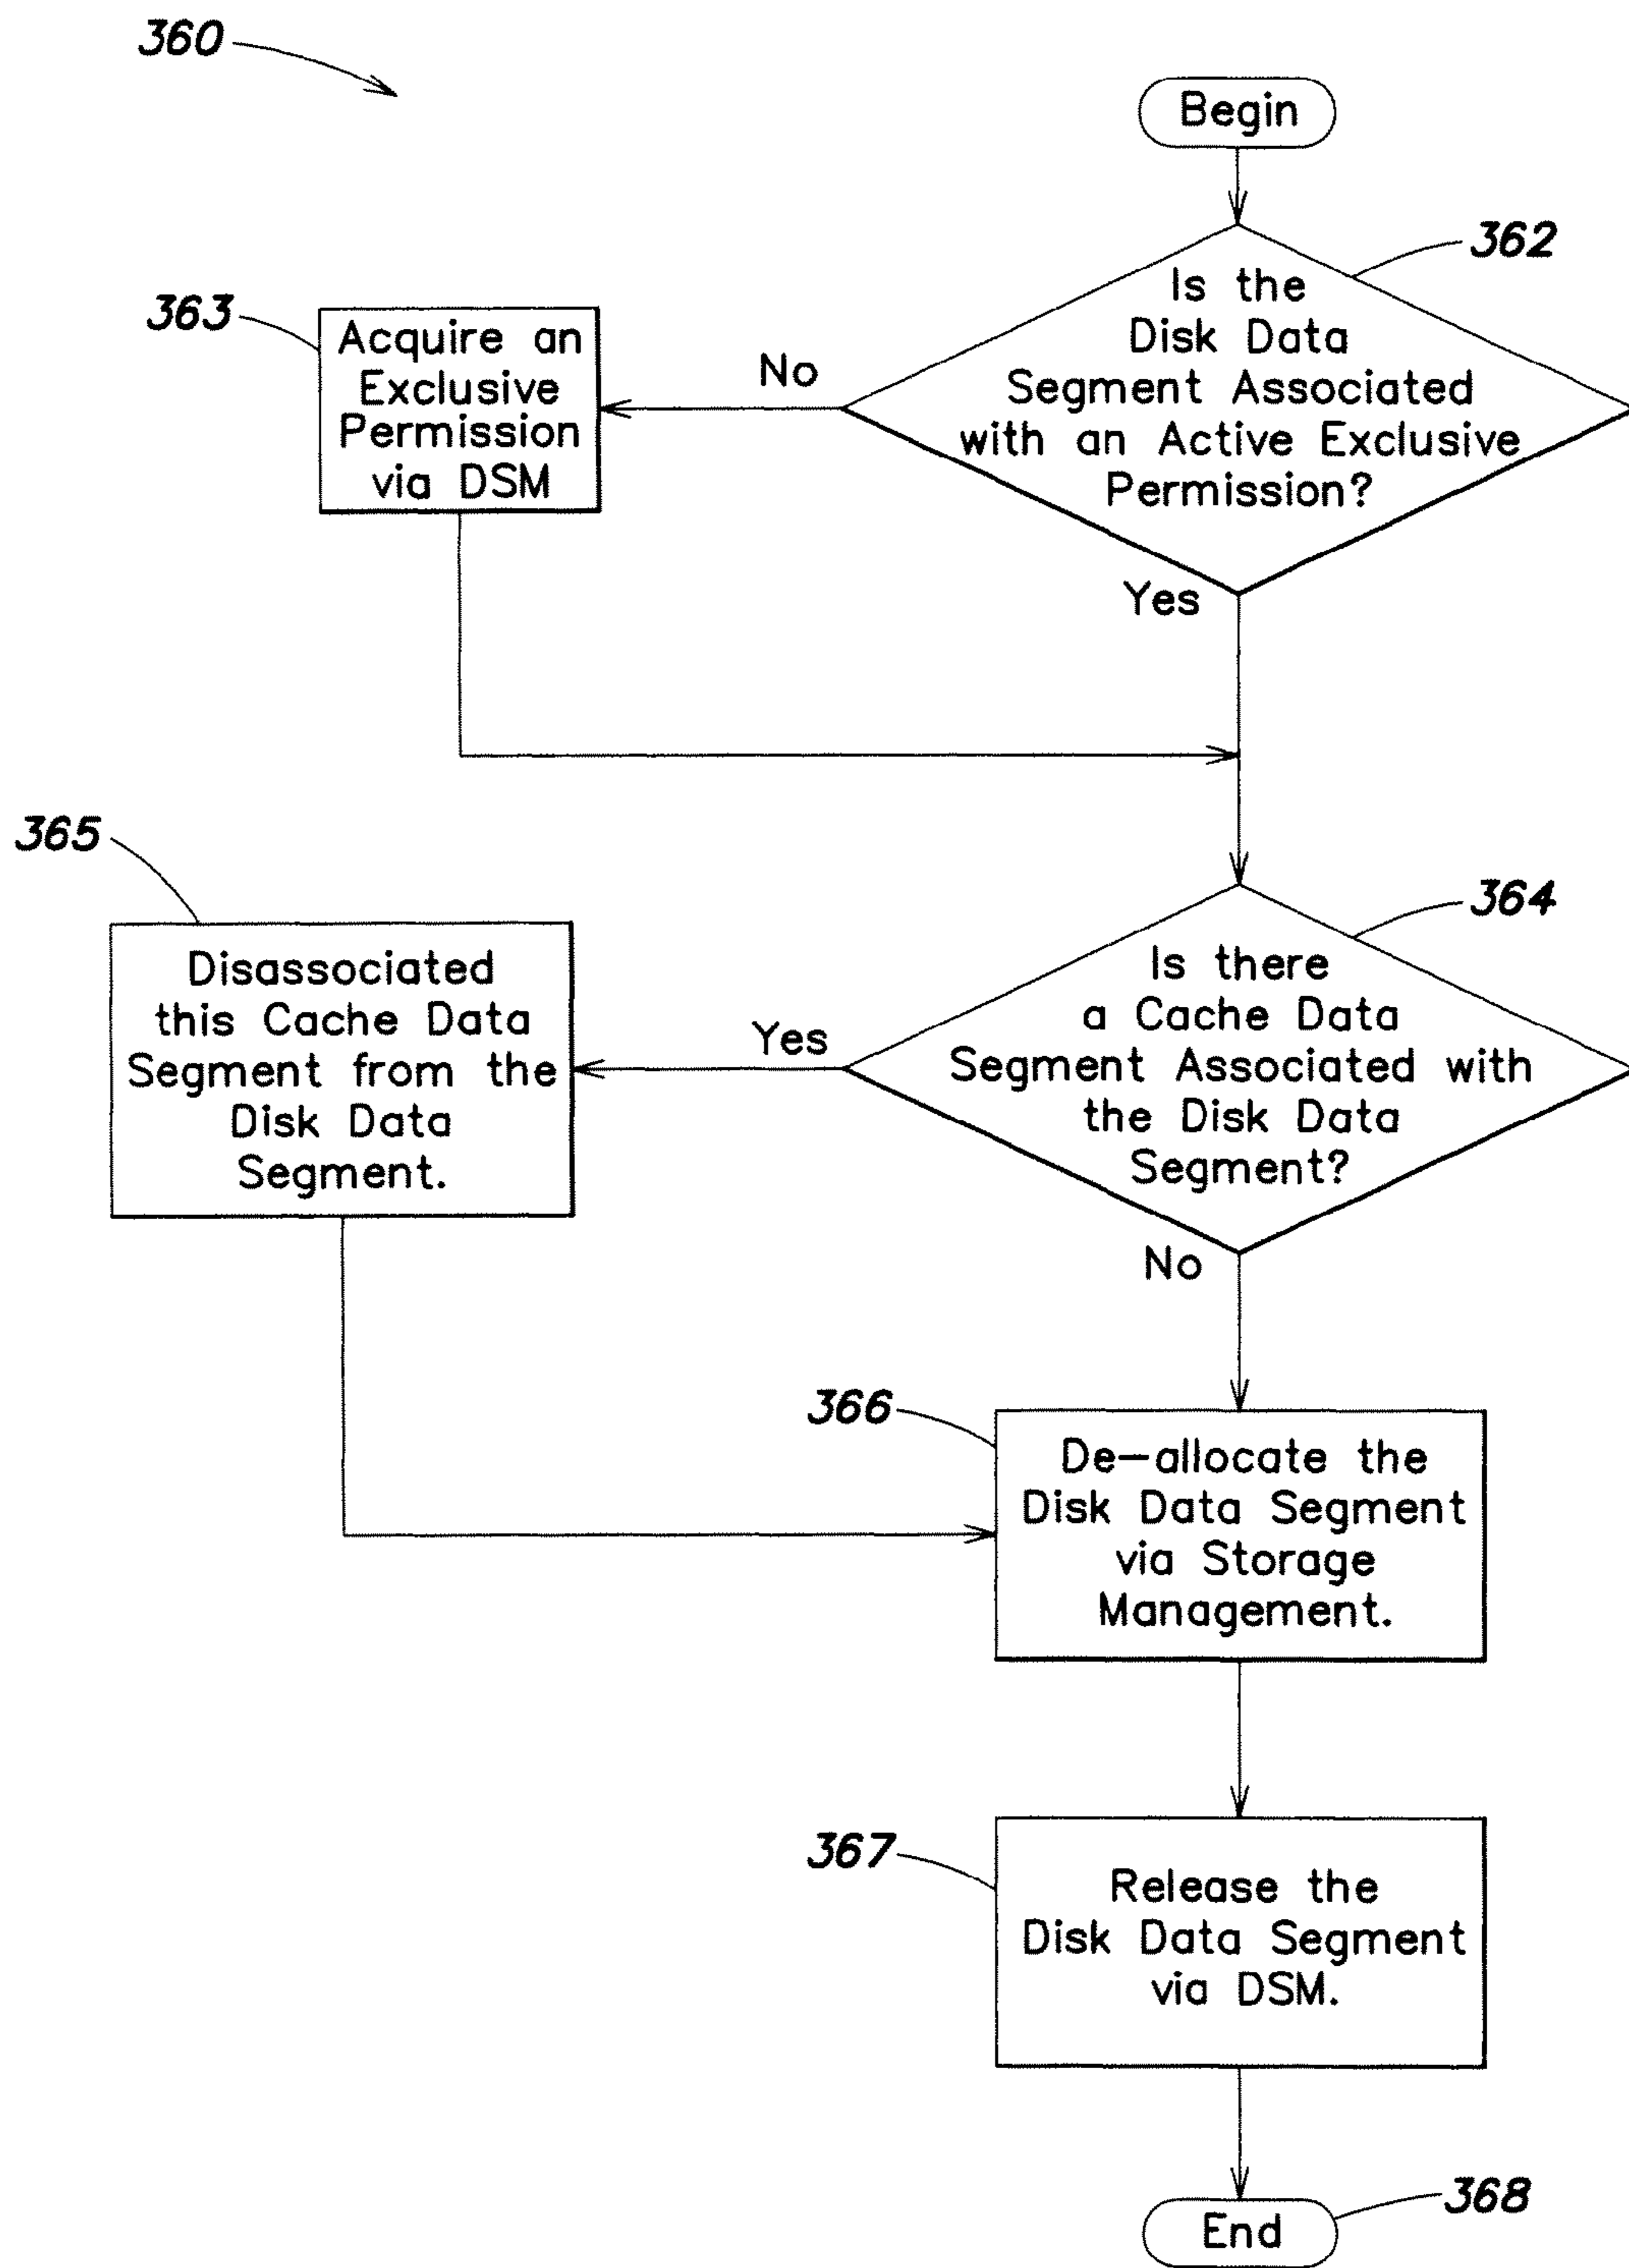 360
Begin
362
Is the
Disk Data
Segment Associated
with an Active Exclusive
Permission?
No
363
Acquire an
Exclusive
Permission
via DSM
Yes
365
Disassociated
this Cache Data
Segment from the
Disk Data
Segment.
364
Is there
a Cache Data
Segment Associated with
the Disk Data
Segment?
Yes
No
366
De-allocate the
Disk Data Segment
via Storage
Management.
367
Release the
Disk Data Segment
via DSM.
368
End